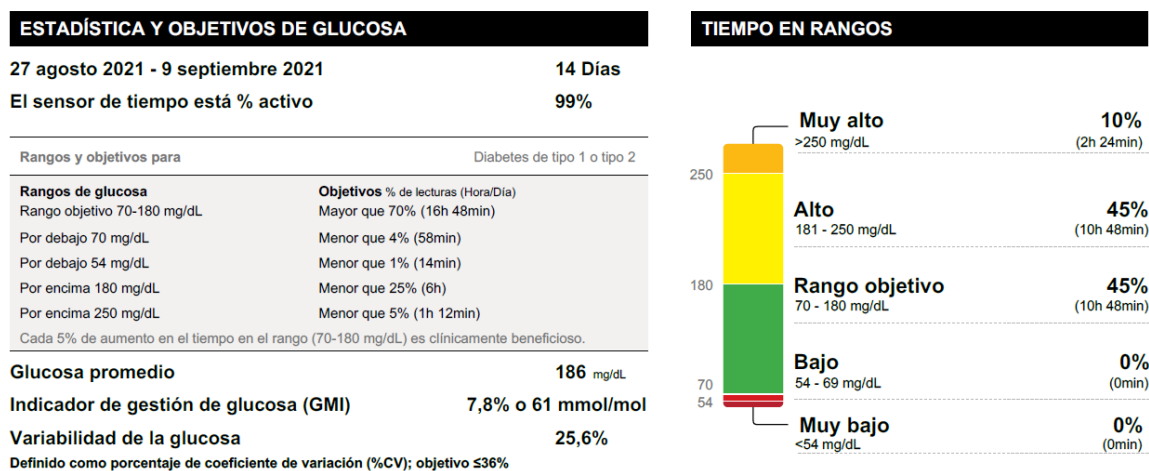 ESTADÍSTICA Y OBJETIVOS DE GLUCOSA
27 agosto 2021 - 9 septiembre 2021 14 Días
El sensor de tiempo está % activo 99%
Rangos y objetivos para Diabetes de tipo 1 o tipo 2
Rangos de glucosa Objetivos % de lecturas (Hora/Día)
Rango objetivo 70-180 mg/dL Mayor que 70% (16h 48min)
Por debajo 70 mg/dL Menor que 4% (58min)
Por debajo 54 mg/dL Menor que 1% (14min)
Por encima 180 mg/dL Menor que 25% (6h)
Por encima 250 mg/dL Menor que 5% (1h 12min)
Cada 5% de aumento en el tiempo en el rango (70-180 mg/dL) es clínicamente beneficioso.
Glucosa promedio 186 mg/dL
Indicador de gestión de glucosa (GMI) 7,8% o 61 mmol/mol
Variabilidad de la glucosa 25,6%
Definido como porcentaje de coeficiente de variación (%CV); objetivo ≤36%
TIEMPO EN RANGOS
Muy alto 10%
>250 mg/dL (2h 24min)
250
Alto 45%
181 - 250 mg/dL (10h 48min)
180
Rango objetivo 45%
70 - 180 mg/dL (10h 48min)
Bajo 0%
70
54 - 69 mg/dL (0min)
54
Muy bajo 0%
<54 mg/dL (0min)